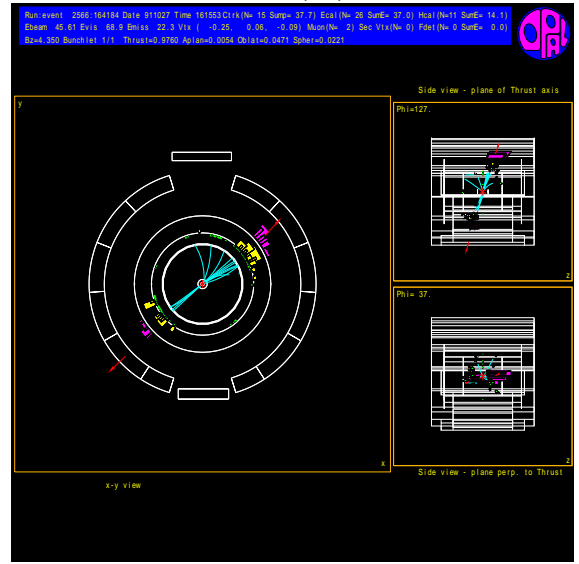 Run:event 2566:164184 Date 911027 Time 161553 Ctrk(N= 15 Sump= 37.7) Ecal(N= 26 SumE= 37.0) Hcal(N=11 SumE= 14.1)
Ebeam 45.61 Evis 68.9 Emiss 22.3 Vtx ( -0.25, 0.06, -0.09) Muon(N= 2) Sec Vtx(N= 0) Fdet(N= 0 SumE= 0.0)
Bz=4.350 Bunchlet 1/1 Thrust=0.9760 Aplan=0.0054 Oblat=0.0471 Spher=0.0221
OPAL
Side view - plane of Thrust axis
y
Phi=127.
z
Phi= 37.
x
z
Side view - plane perp. to Thrust
x-y view